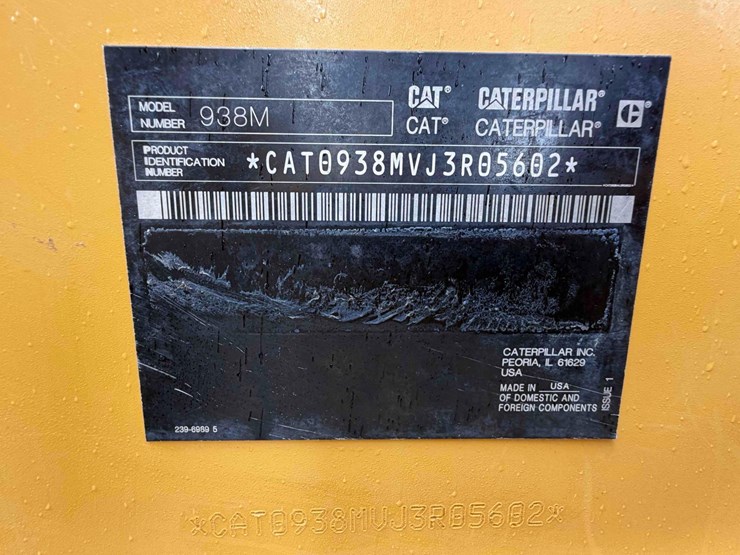 MODEL NUMBER 938M
CAT® CATERPILLAR® C®
CAT® CATERPILLAR®
PRODUCT IDENTIFICATION NUMBER *CAT0938MVJ3R05602*
CATERPILLAR INC.
PEORIA, IL 61629
USA
MADE IN USA
OF DOMESTIC AND
FOREIGN COMPONENTS
ISSUE 1
239-6989 5
*CAT0938MVJ3R05602*